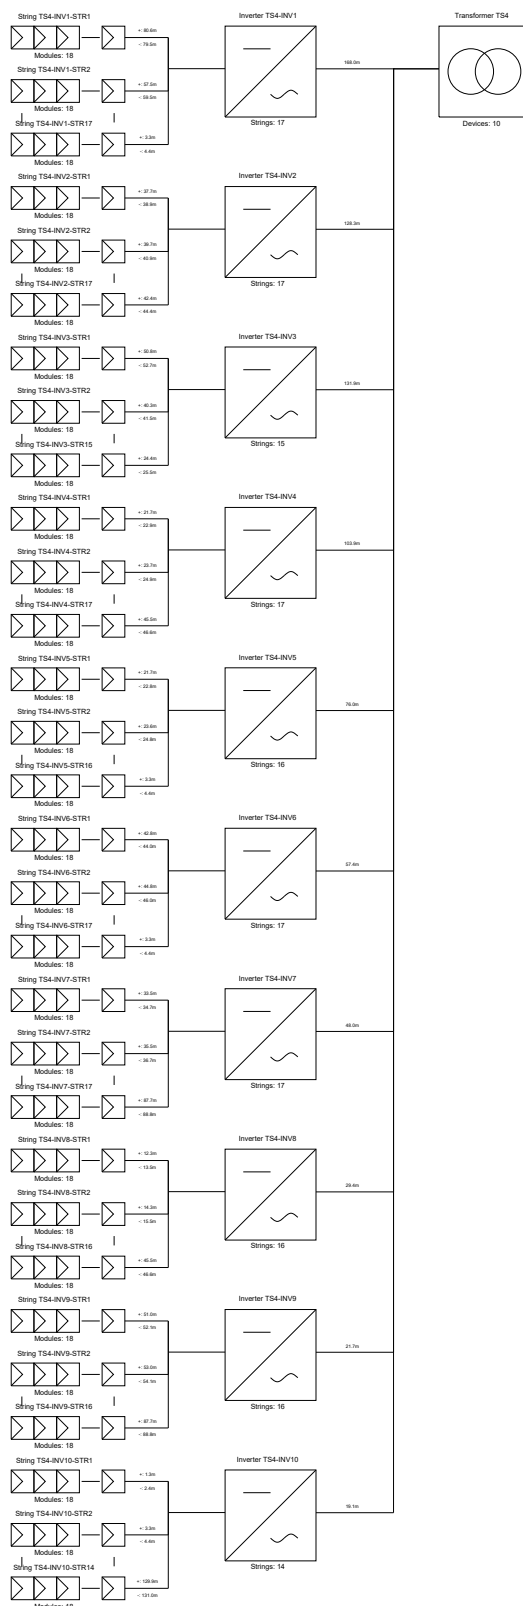 String TS4-INV1-STR1
Inverter TS4-INV1
Transformer TS4
+: 80.6m
-: 79.5m
Modules: 18
String TS4-INV1-STR2
168.0m
+: 57.5m
-: 59.5m
Modules: 18
String TS4-INV1-STR17
Strings: 17
Devices: 10
+: 3.3m
-: 4.4m
Modules: 18
String TS4-INV2-STR1
Inverter TS4-INV2
+: 37.7m
-: 38.8m
Modules: 18
String TS4-INV2-STR2
128.3m
+: 39.7m
-: 40.9m
Modules: 18
String TS4-INV2-STR17
Strings: 17
+: 42.4m
-: 44.4m
Modules: 18
String TS4-INV3-STR1
Inverter TS4-INV3
+: 50.8m
-: 52.7m
Modules: 18
String TS4-INV3-STR2
131.9m
+: 40.3m
-: 41.5m
Modules: 18
String TS4-INV3-STR15
Strings: 15
+: 24.4m
-: 25.5m
Modules: 18
String TS4-INV4-STR1
Inverter TS4-INV4
+: 21.7m
-: 22.9m
Modules: 18
String TS4-INV4-STR2
103.9m
+: 23.7m
-: 24.9m
Modules: 18
String TS4-INV4-STR17
Strings: 17
+: 45.5m
-: 46.6m
Modules: 18
String TS4-INV5-STR1
Inverter TS4-INV5
+: 21.7m
-: 22.8m
Modules: 18
String TS4-INV5-STR2
76.0m
+: 23.6m
-: 24.8m
Modules: 18
String TS4-INV5-STR16
Strings: 16
+: 3.3m
-: 4.4m
Modules: 18
String TS4-INV6-STR1
Inverter TS4-INV6
+: 42.9m
-: 44.0m
Modules: 18
String TS4-INV6-STR2
57.4m
+: 44.8m
-: 46.0m
Modules: 18
String TS4-INV6-STR17
Strings: 17
+: 3.3m
-: 4.4m
Modules: 18
String TS4-INV7-STR1
Inverter TS4-INV7
+: 33.5m
-: 34.7m
Modules: 18
String TS4-INV7-STR2
48.0m
+: 35.5m
-: 36.7m
Modules: 18
String TS4-INV7-STR17
Strings: 17
+: 87.7m
-: 88.8m
Modules: 18
String TS4-INV8-STR1
Inverter TS4-INV8
+: 12.3m
-: 13.5m
Modules: 18
String TS4-INV8-STR2
29.4m
+: 14.3m
-: 15.5m
Modules: 18
String TS4-INV8-STR16
Strings: 16
+: 45.5m
-: 46.6m
Modules: 18
String TS4-INV9-STR1
Inverter TS4-INV9
+: 51.0m
-: 52.1m
Modules: 18
String TS4-INV9-STR2
21.7m
+: 53.0m
-: 54.1m
Modules: 18
String TS4-INV9-STR16
Strings: 16
+: 87.7m
-: 88.8m
Modules: 18
String TS4-INV10-STR1
Inverter TS4-INV10
+: 1.3m
-: 2.4m
Modules: 18
String TS4-INV10-STR2
+: 3.3m
-: 4.4m
Modules: 18
String TS4-INV10-STR14
Strings: 14
+: 129.9m
-: 131.0m